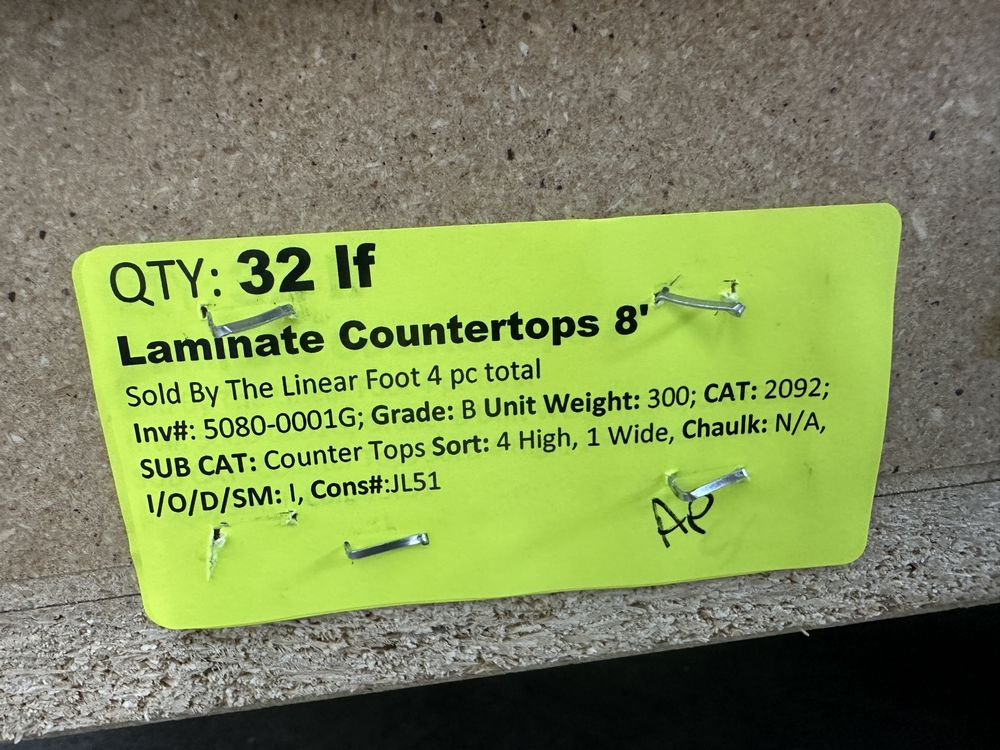 QTY: 32 lf
Laminate Countertops 8'
Sold By The Linear Foot 4 pc total
Inv#: 5080-0001G; Grade: B Unit Weight: 300; CAT: 2092;
SUB CAT: Counter Tops Sort: 4 High, 1 Wide, Chaulk: N/A,
I/O/D/SM: I, Cons#:JL51
AP